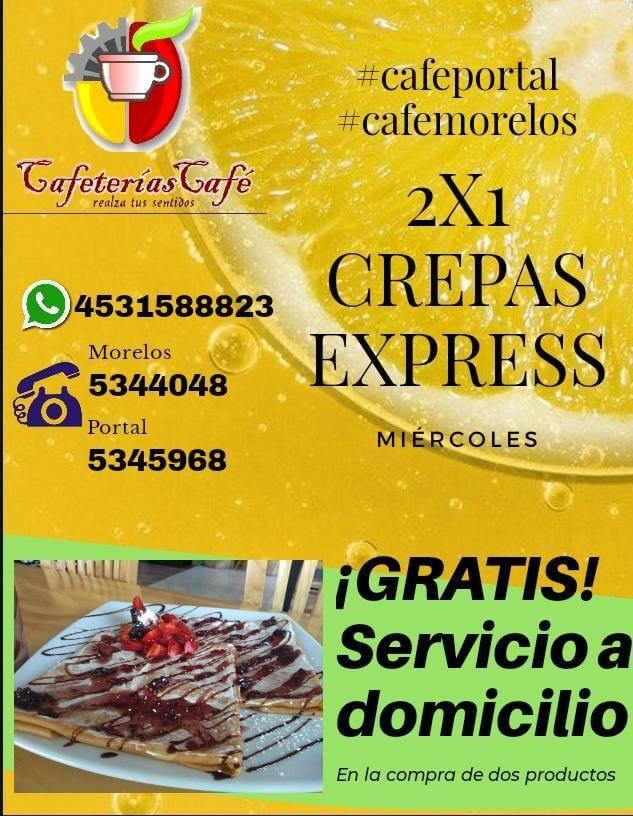 CafeteríasCafé
realza tus sentidos
#cafeportal
#cafemorelos
2X1
CREPAS
EXPRESS
MIÉRCOLES
4531588823
Morelos
5344048
Portal
5345968
¡GRATIS!
Servicio a
domicilio
En la compra de dos productos